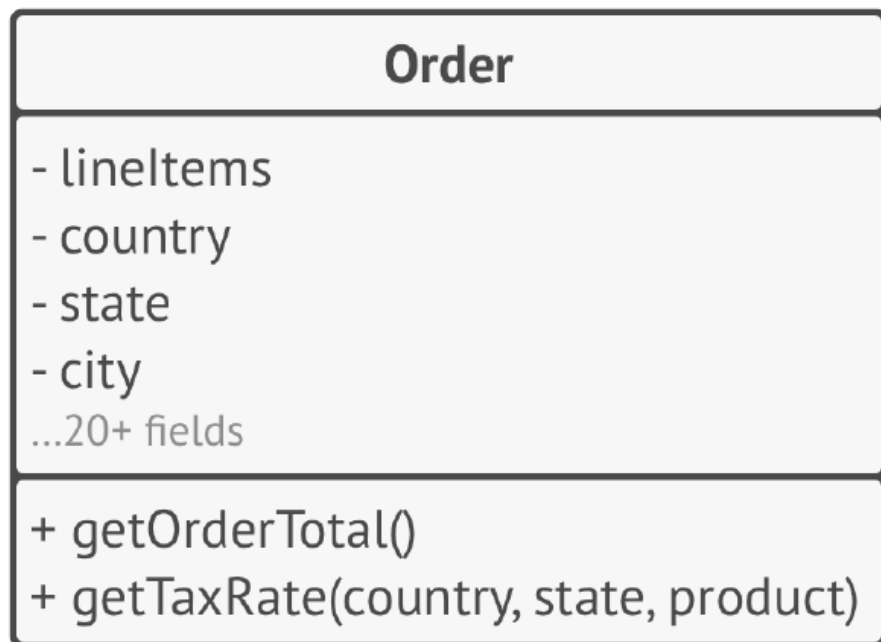 Order
- lineItems
- country
- state
- city
...20+ fields
+ getOrderTotal()
+ getTaxRate(country, state, product)